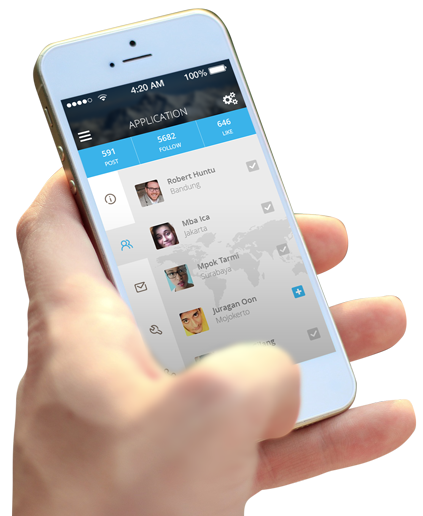 4:20 AM 100%
APPLICATION
591 5682 646
POST FOLLOW LIKE
Robert Huntu
Bandung
Mba Ica
Jakarta
Mpok Tarmi
Surabaya
Juragan Oon
Mojokerto